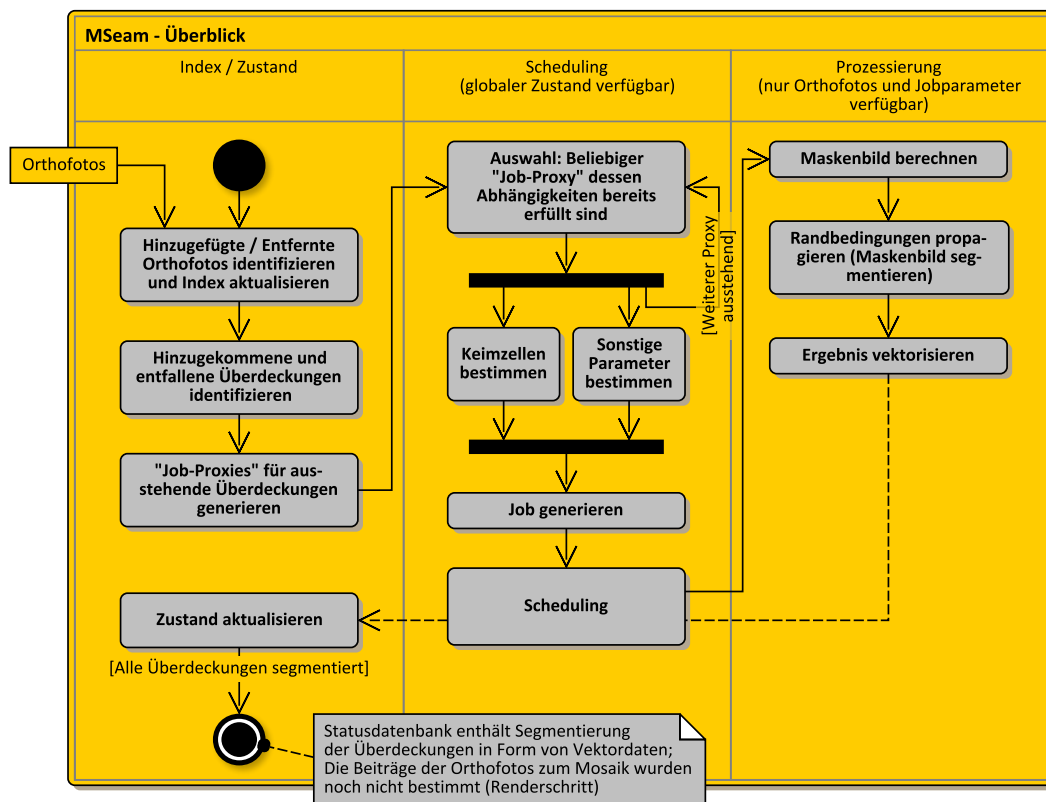 MSeam - Überblick
Index / Zustand
Scheduling
(globaler Zustand verfügbar)
Prozessierung
(nur Orthofotos und Jobparameter
verfügbar)
Orthofotos
Hinzugefügte / Entfernte
Orthofotos identifizieren
und Index aktualisieren
Hinzugekommene und
entfallene Überdeckungen
identifizieren
"Job-Proxies" für aus-
stehende Überdeckungen
generieren
Auswahl: Beliebiger
"Job-Proxy" dessen
Abhängigkeiten bereits
erfüllt sind
[Weiterer Proxy
ausstehend]
Keimzellen
bestimmen
Sonstige
Parameter
bestimmen
Job generieren
Scheduling
Maskenbild berechnen
Randbedingungen propa-
gieren (Maskenbild seg-
mentieren)
Ergebnis vektorisieren
Zustand aktualisieren
[Alle Überdeckungen segmentiert]
Statusdatenbank enthält Segmentierung
der Überdeckungen in Form von Vektordaten;
Die Beiträge der Orthofotos zum Mosaik wurden
noch nicht bestimmt (Renderschritt)